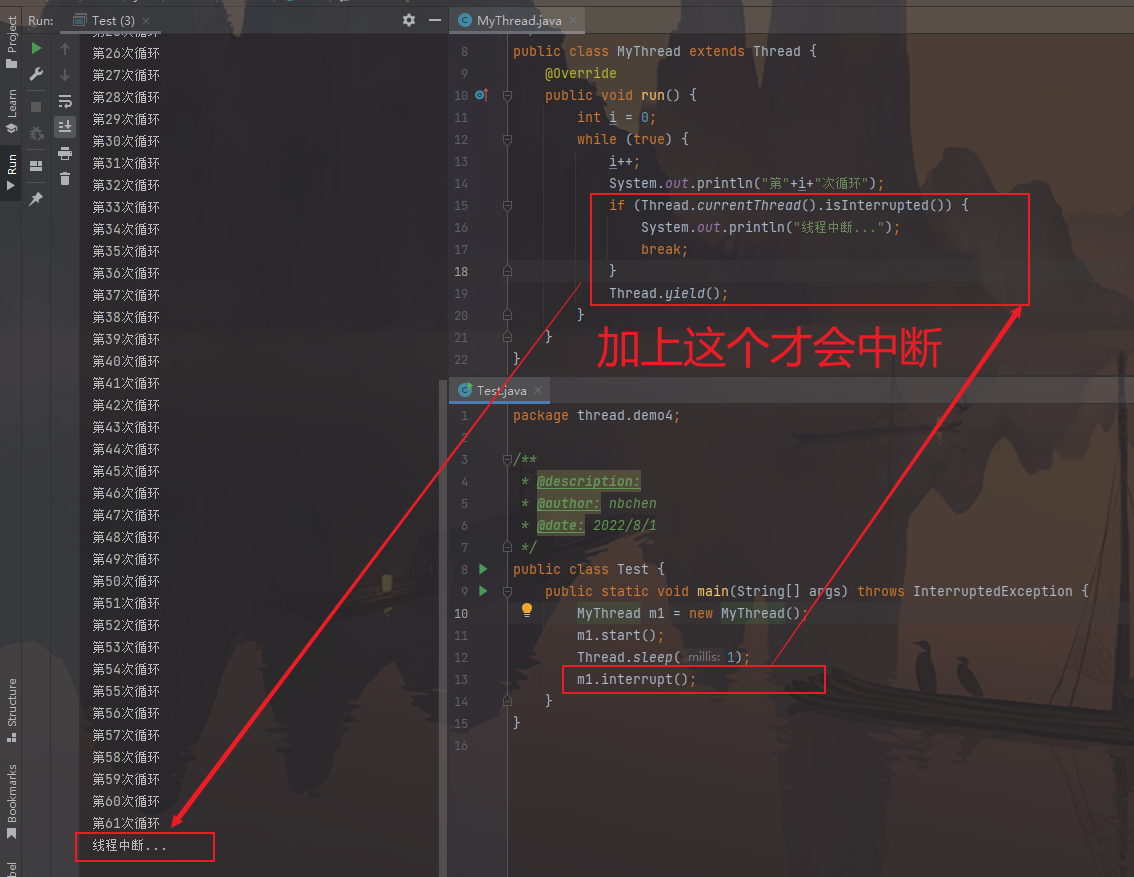 Run:
Test (3)
Project
Learn
Run
Structure
Bookmarks
第26次循环
第27次循环
第28次循环
第29次循环
第30次循环
第31次循环
第32次循环
第33次循环
第34次循环
第35次循环
第36次循环
第37次循环
第38次循环
第39次循环
第40次循环
第41次循环
第42次循环
第43次循环
第44次循环
第45次循环
第46次循环
第47次循环
第48次循环
第49次循环
第50次循环
第51次循环
第52次循环
第53次循环
第54次循环
第55次循环
第56次循环
第57次循环
第58次循环
第59次循环
第60次循环
第61次循环
线程中断...
MyThread.java
8 public class MyThread extends Thread {
9 @Override
10 public void run() {
11 int i = 0;
12 while (true) {
13 i++;
14 System.out.println("第"+i+"次循环");
15 if (Thread.currentThread().isInterrupted()) {
16 System.out.println("线程中断...");
17 break;
18 }
19 Thread.yield();
20 }
21 }
22 }
加上这个才会中断
Test.java
1 package thread.demo4;
2
3 /**
4 * @description:
5 * @author: nbchen
6 * @date: 2022/8/1
7 */
8 public class Test {
9 public static void main(String[] args) throws InterruptedException {
10 MyThread m1 = new MyThread();
11 m1.start();
12 Thread.sleep( millis: 1);
13 m1.interrupt();
14 }
15 }
16